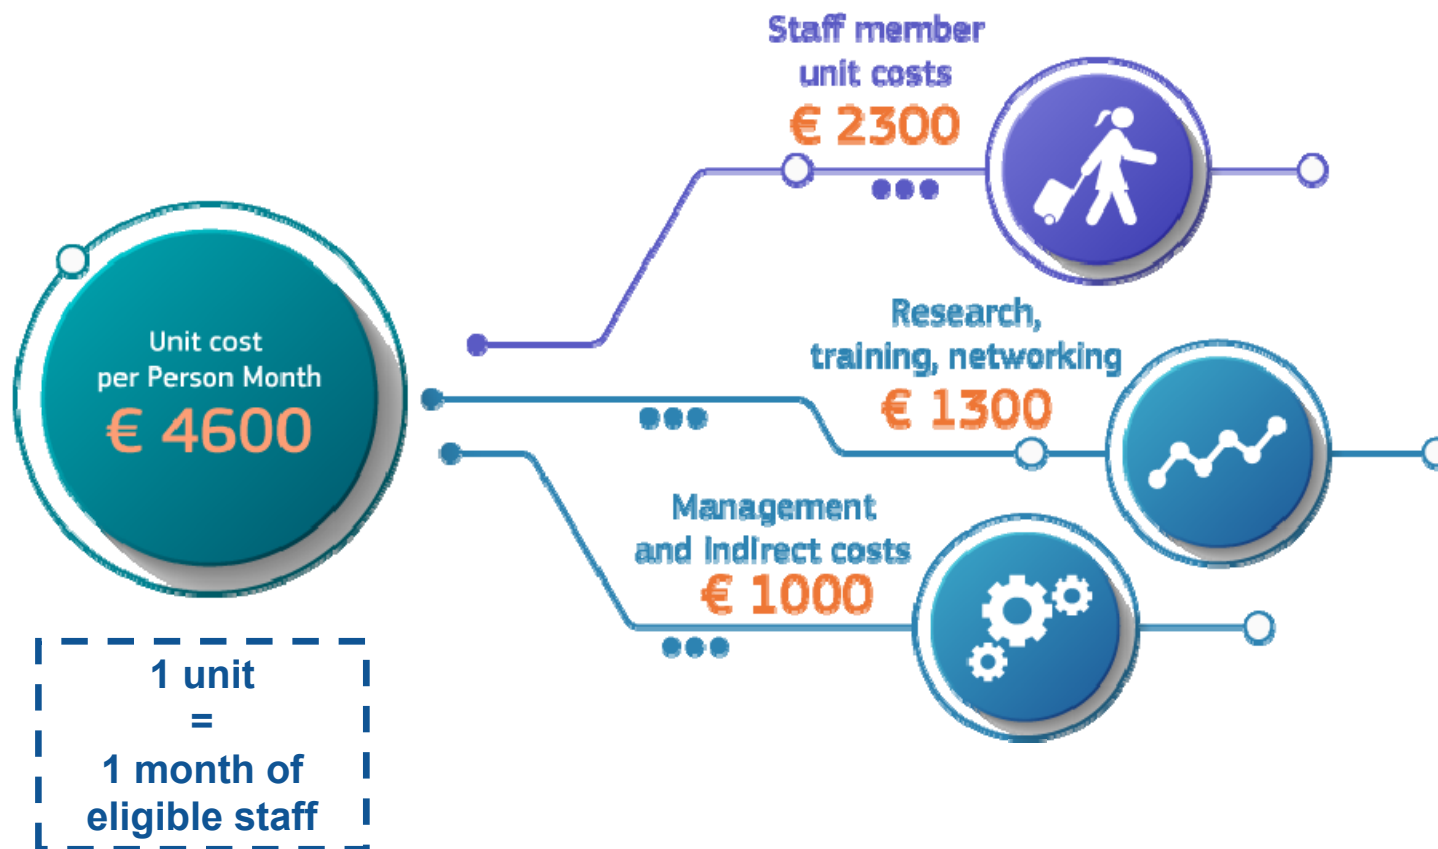 Staff member
unit costs
€ 2300
Unit cost
per Person Month
€ 4600
Research,
training, networking
€ 1300
Management
and indirect costs
€ 1000
1 unit
=
1 month of
eligible staff